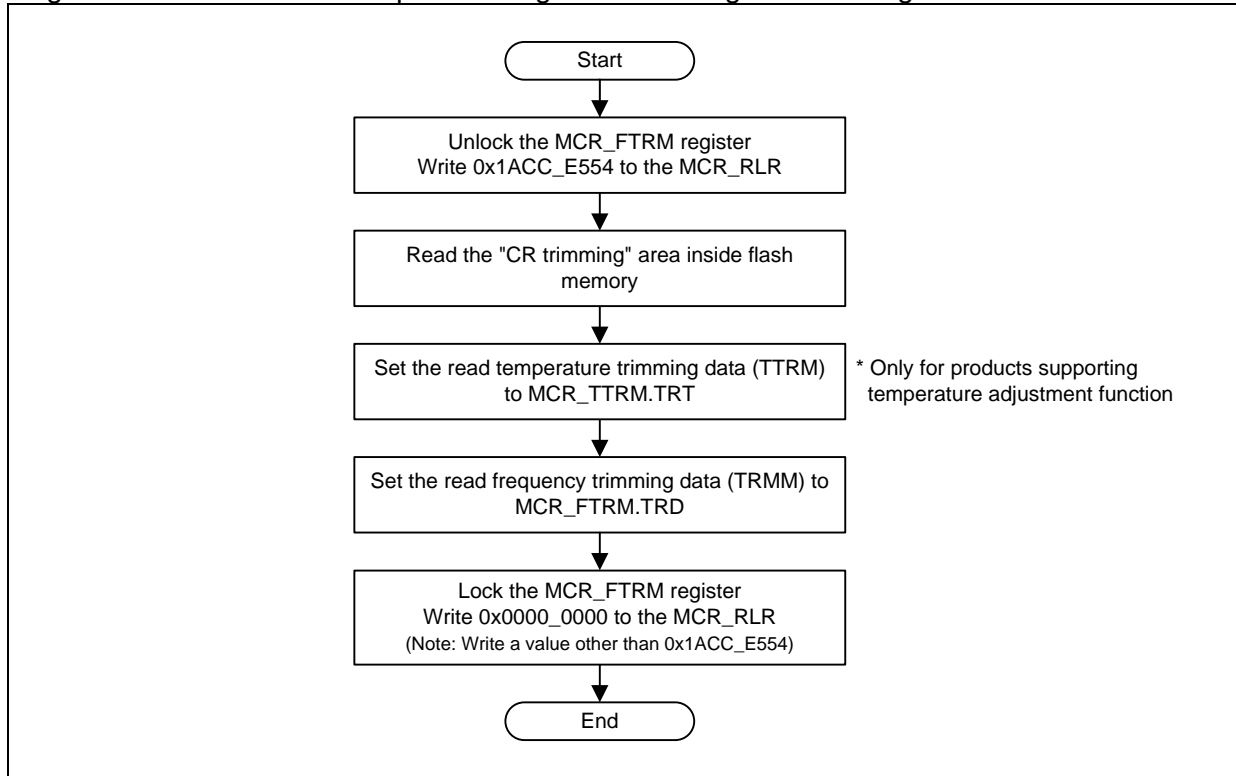 Start
Unlock the MCR_FTRM register
Write 0x1ACC_E554 to the MCR_RLR
Read the "CR trimming" area inside flash
memory
Set the read temperature trimming data (TTRM)
to MCR_TTRM.TRT
* Only for products supporting
temperature adjustment function
Set the read frequency trimming data (TRMM) to
MCR_FTRM.TRD
Lock the MCR_FTRM register
Write 0x0000_0000 to the MCR_RLR
(Note: Write a value other than 0x1ACC_E554)
End